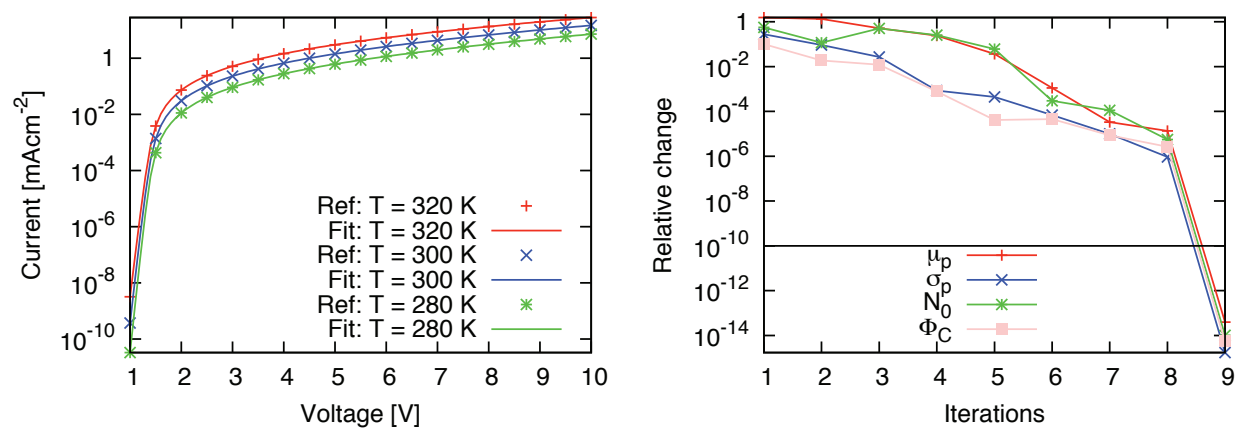 Current [mAcm⁻²]
1
10⁻²
10⁻⁴
10⁻⁶
10⁻⁸
10⁻¹⁰
Ref: T = 320 K
Fit: T = 320 K
Ref: T = 300 K
Fit: T = 300 K
Ref: T = 280 K
Fit: T = 280 K
1 2 3 4 5 6 7 8 9 10
Voltage [V]
Relative change
1
10⁻²
10⁻⁴
10⁻⁶
10⁻⁸
10⁻¹⁰
10⁻¹²
10⁻¹⁴
μₚ
σₚ
N₀
Φ_C
1 2 3 4 5 6 7 8 9
Iterations